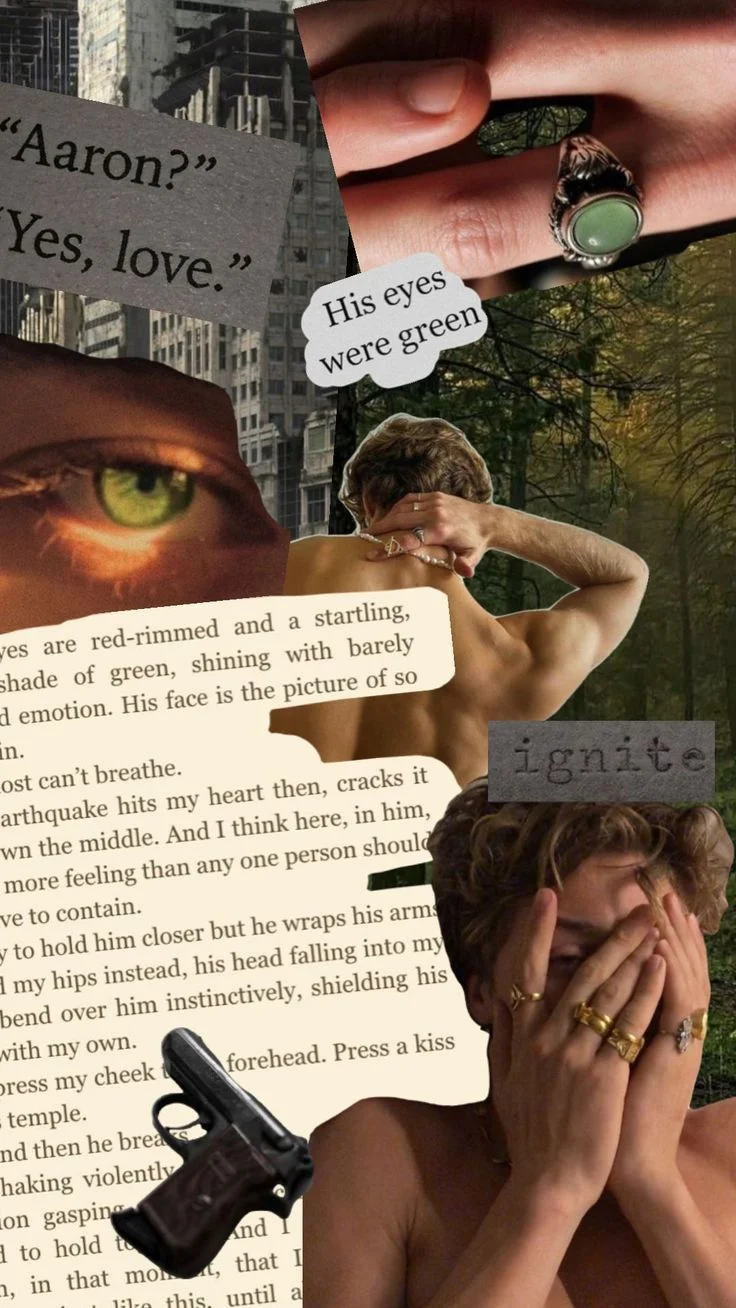 “Aaron?”
“Yes, love.”
His eyes
were green
yes are red-rimmed and a startling,
shade of green, shining with barely
d emotion. His face is the picture of so
in.
ost can’t breathe.
arthquake hits my heart then, cracks it
wn the middle. And I think here, in him,
more feeling than any one person should
ve to contain.
y to hold him closer but he wraps his arms
d my hips instead, his head falling into my
bend over him instinctively, shielding his
with my own.
press my cheek forehead. Press a kiss
temple.
nd then he breaks
haking violently
ion gasping And I
d to hold
n, in that moment, that I
like this, until a
ignite